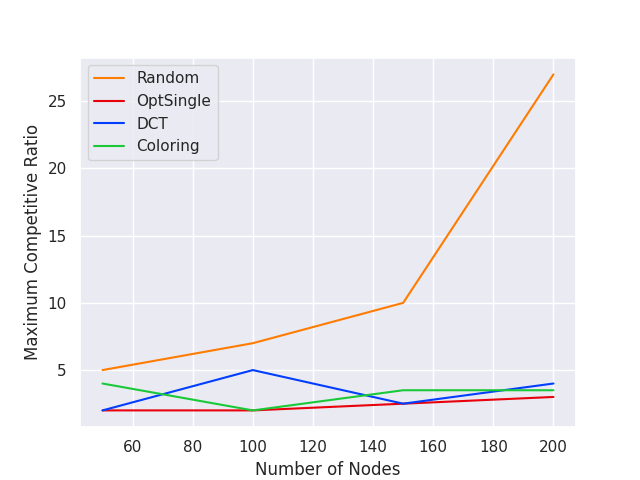 Random
OptSingle
DCT
Coloring
Maximum Competitive Ratio
25
20
15
10
5
60 80 100 120 140 160 180 200
Number of Nodes